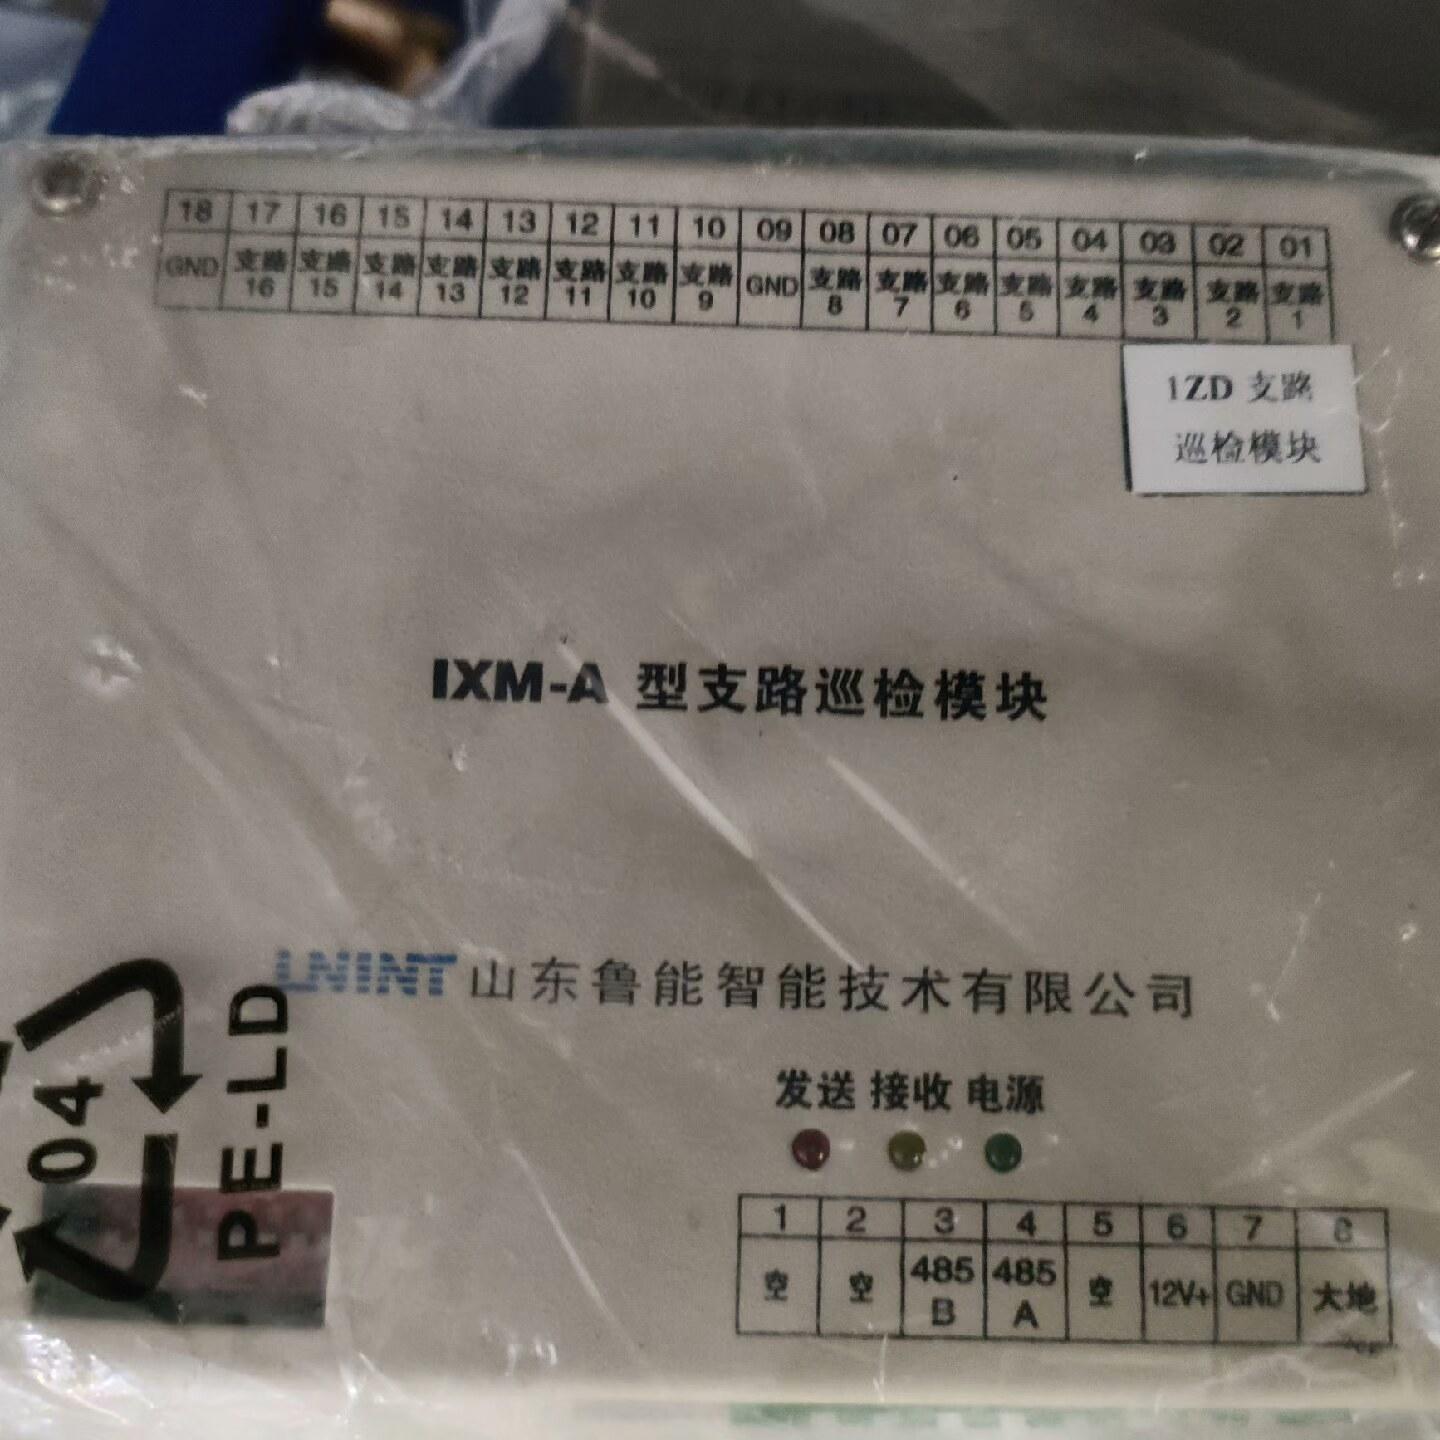 18 17 16 15 14 13 12 11 10 09 08 07 06 05 04 03 02 01
GND 支路16 支路15 支路14 支路13 支路12 支路11 支路10 支路9 GND 支路8 支路7 支路6 支路5 支路4 支路3 支路2 支路1
1ZD 支路
巡检模块
IXM-A 型支路巡检模块
LNINT 山东鲁能智能技术有限公司
发送 接收 电源
1 2 3 4 5 6 7 8
空 空 485B 485A 空 12V+ GND 大地
04
PE-LD